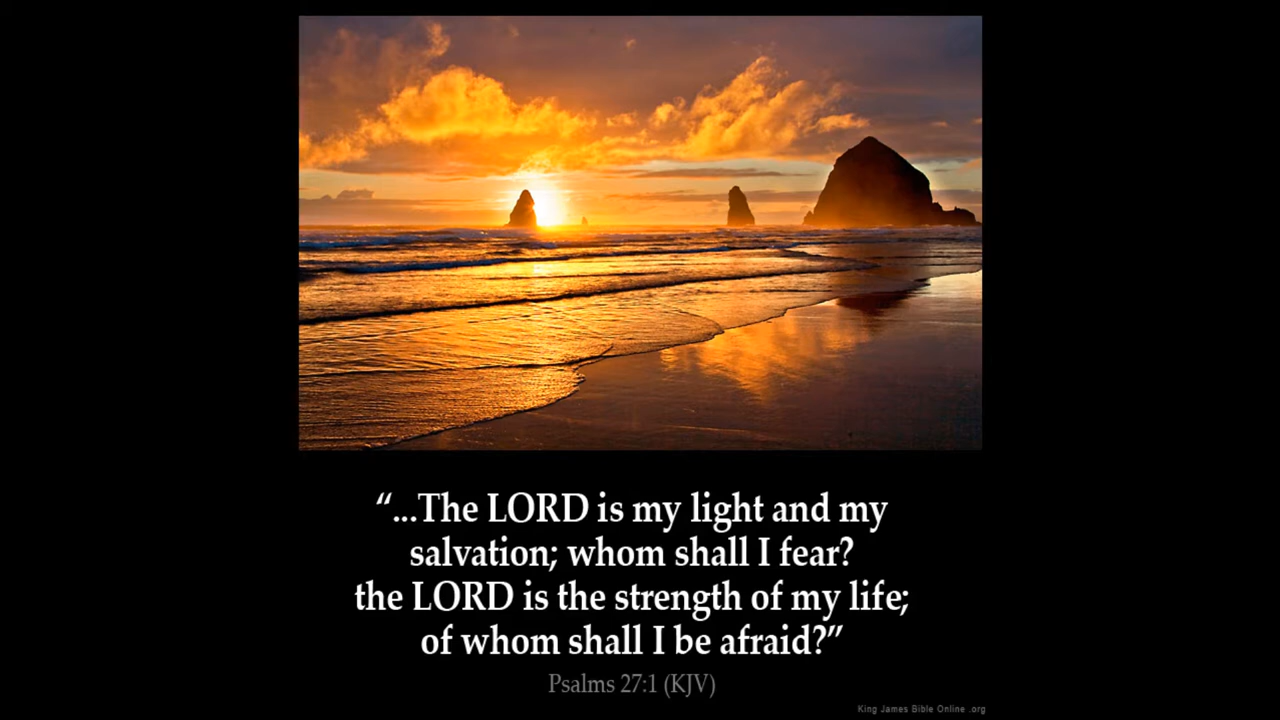 “...The LORD is my light and my
salvation; whom shall I fear?
the LORD is the strength of my life;
of whom shall I be afraid?”
Psalms 27:1 (KJV)
King James Bible Online .org